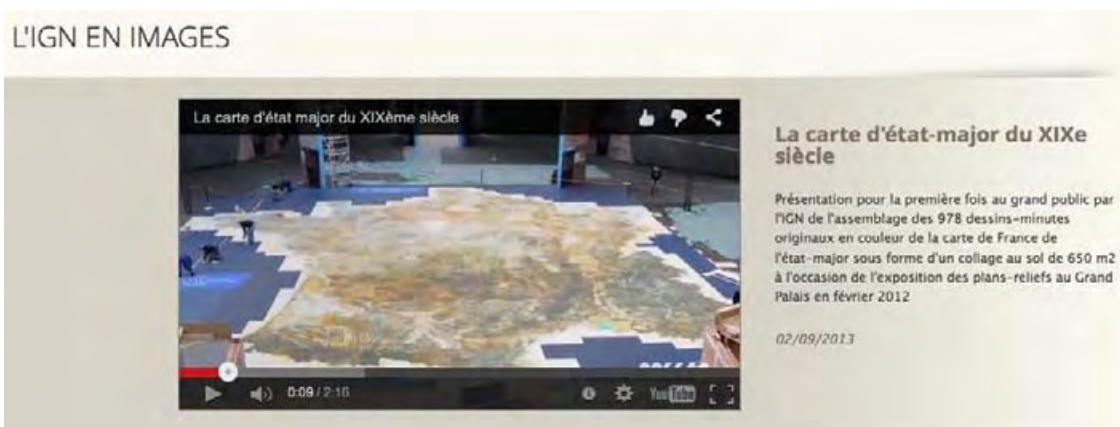 L'IGN EN IMAGES
La carte d'état major du XIXème siècle
0:09 / 2:16
YouTube
La carte d'état-major du XIXe
siècle
Présentation pour la première fois au grand public par
l'IGN de l'assemblage des 978 dessins-minutes
originaux en couleur de la carte de France de
l'état-major sous forme d'un collage au sol de 650 m2
à l'occasion de l'exposition des plans-reliefs au Grand
Palais en février 2012
02/09/2013